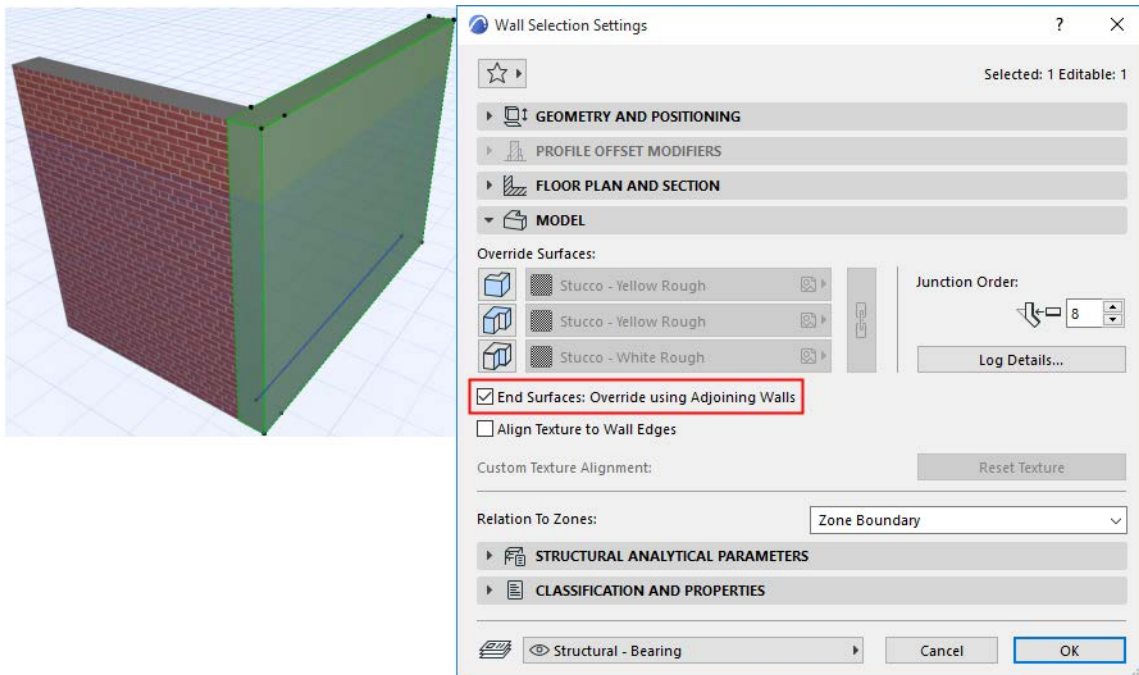 Wall Selection Settings
? 
Selected: 1 Editable: 1
GEOMETRY AND POSITIONING
PROFILE OFFSET MODIFIERS
FLOOR PLAN AND SECTION
MODEL
Override Surfaces:
Stucco - Yellow Rough
Stucco - Yellow Rough
Stucco - White Rough
Junction Order:
8
Log Details...
End Surfaces: Override using Adjoining Walls
Align Texture to Wall Edges
Custom Texture Alignment:
Reset Texture
Relation To Zones:
Zone Boundary
STRUCTURAL ANALYTICAL PARAMETERS
CLASSIFICATION AND PROPERTIES
Structural - Bearing
Cancel
OK